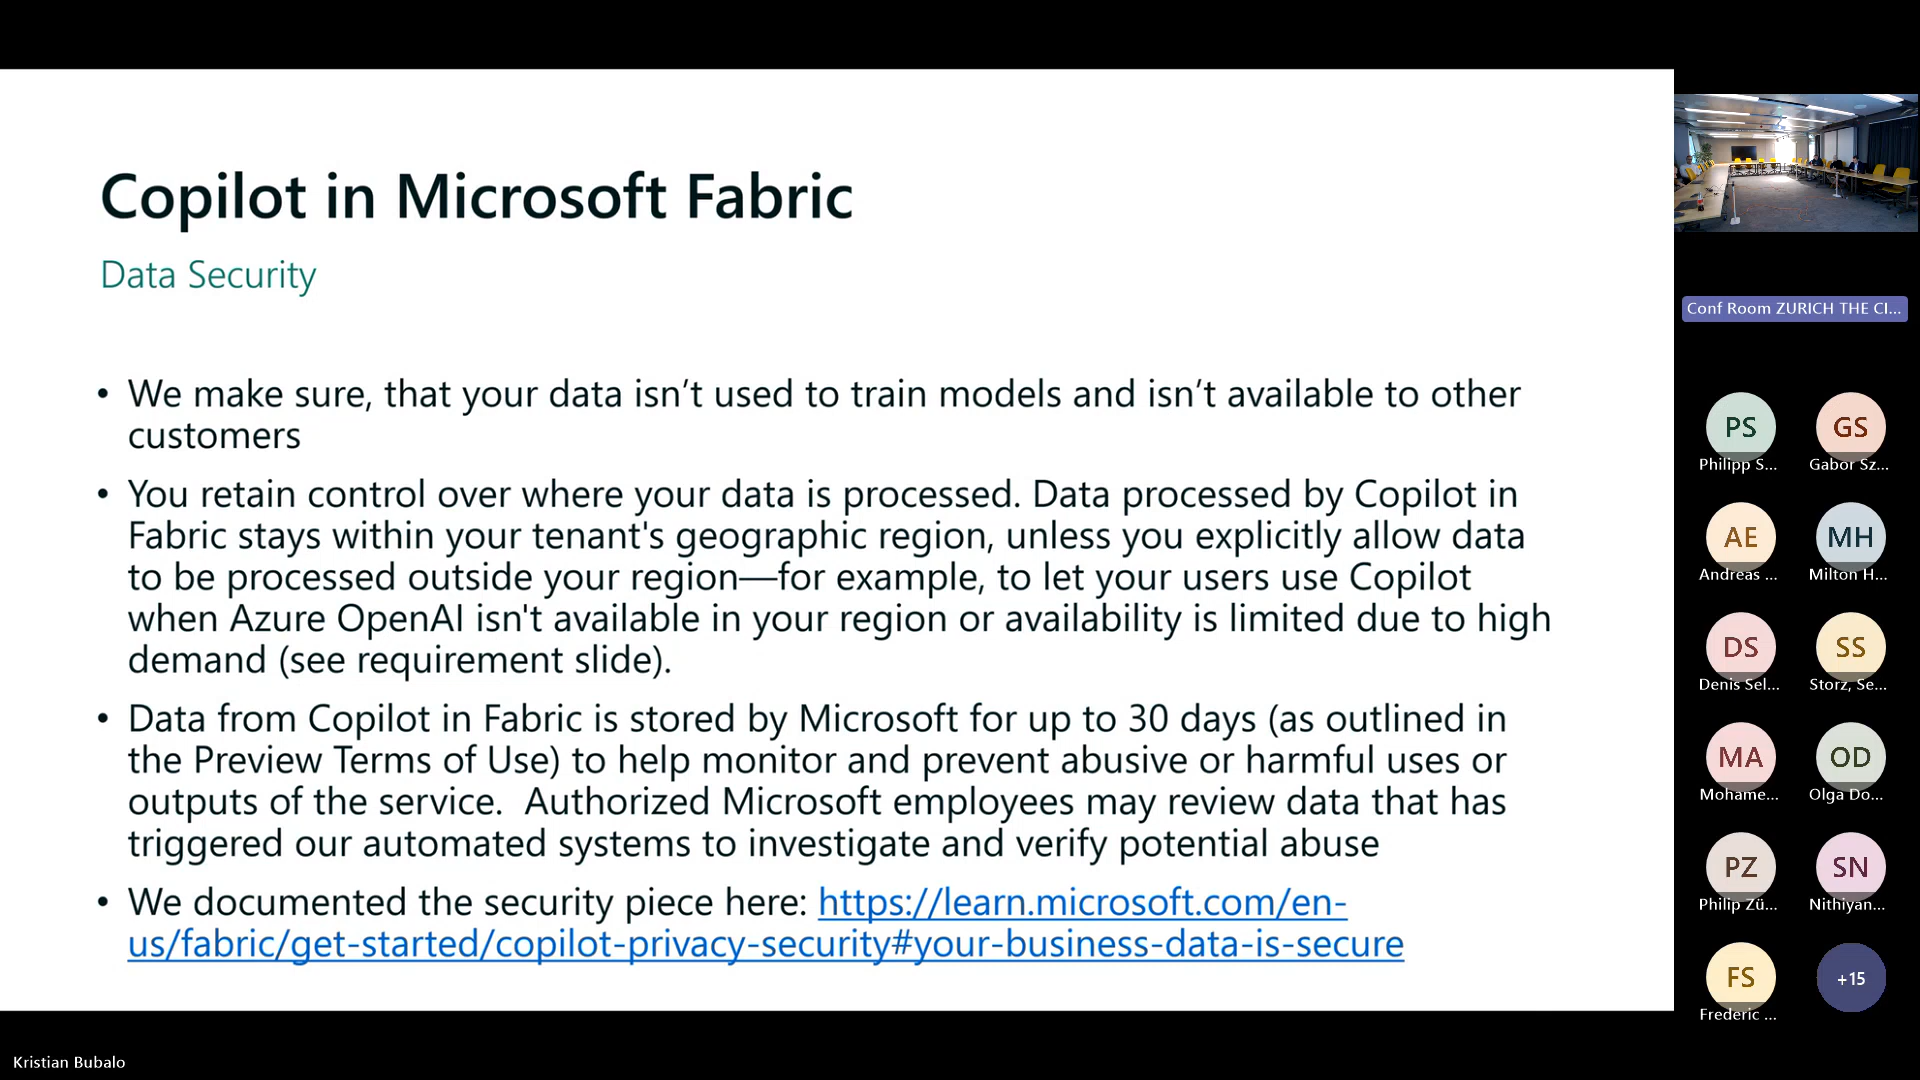 Copilot in Microsoft Fabric
Data Security
• We make sure, that your data isn’t used to train models and isn’t available to other
customers
• You retain control over where your data is processed. Data processed by Copilot in
Fabric stays within your tenant's geographic region, unless you explicitly allow data
to be processed outside your region—for example, to let your users use Copilot
when Azure OpenAI isn't available in your region or availability is limited due to high
demand (see requirement slide).
• Data from Copilot in Fabric is stored by Microsoft for up to 30 days (as outlined in
the Preview Terms of Use) to help monitor and prevent abusive or harmful uses or
outputs of the service.  Authorized Microsoft employees may review data that has
triggered our automated systems to investigate and verify potential abuse
• We documented the security piece here: https://learn.microsoft.com/en-
us/fabric/get-started/copilot-privacy-security#your-business-data-is-secure
Conf Room ZURICH THE CI...
PS GS
Philipp S... Gabor Sz...
AE MH
Andreas ... Milton H...
DS SS
Denis Sel... Storz, Se...
MA OD
Mohame... Olga Do...
PZ SN
Philip Zü... Nithiyan...
FS +15
Frederic ...
Kristian Bubalo